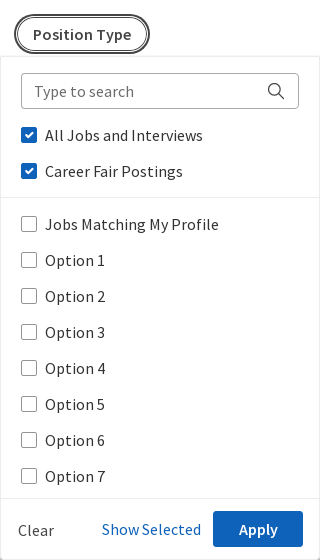 Position Type
Type to search
All Jobs and Interviews
Career Fair Postings
Jobs Matching My Profile
Option 1
Option 2
Option 3
Option 4
Option 5
Option 6
Option 7
Clear Show Selected Apply